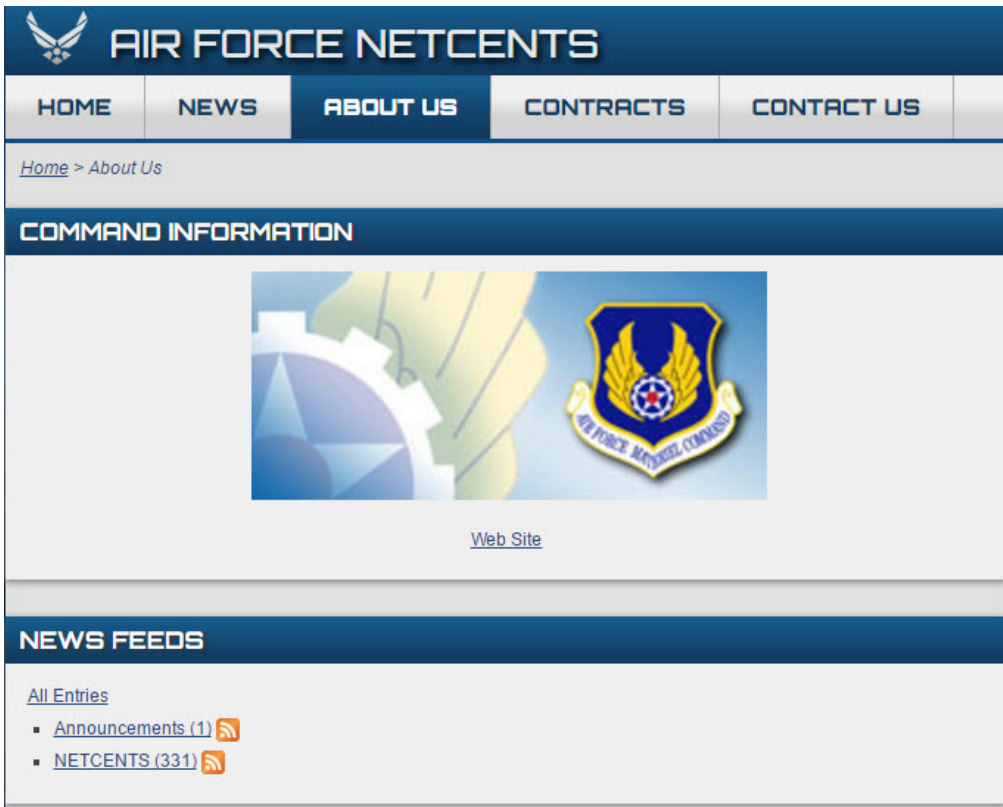 AIR FORCE NETCENTS
HOME NEWS ABOUT US CONTRACTS CONTACT US
Home > About Us
COMMAND INFORMATION
AIR FORCE MATERIEL COMMAND
Web Site
NEWS FEEDS
All Entries
Announcements (1)
NETCENTS (331)